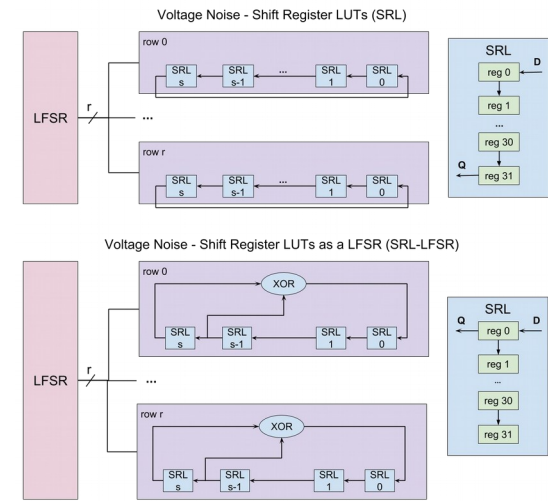 Voltage Noise - Shift Register LUTs (SRL)
row 0
SRL
s
SRL
s-1
...
SRL
1
SRL
0
LFSR
r
...
row r
SRL
s
SRL
s-1
...
SRL
1
SRL
0
SRL
D
reg 0
reg 1
...
reg 30
Q
reg 31
Voltage Noise - Shift Register LUTs as a LFSR (SRL-LFSR)
row 0
XOR
SRL
s
SRL
s-1
SRL
1
SRL
0
LFSR
r
...
row r
XOR
SRL
s
SRL
s-1
SRL
1
SRL
0
SRL
Q
D
reg 0
reg 1
...
reg 30
reg 31